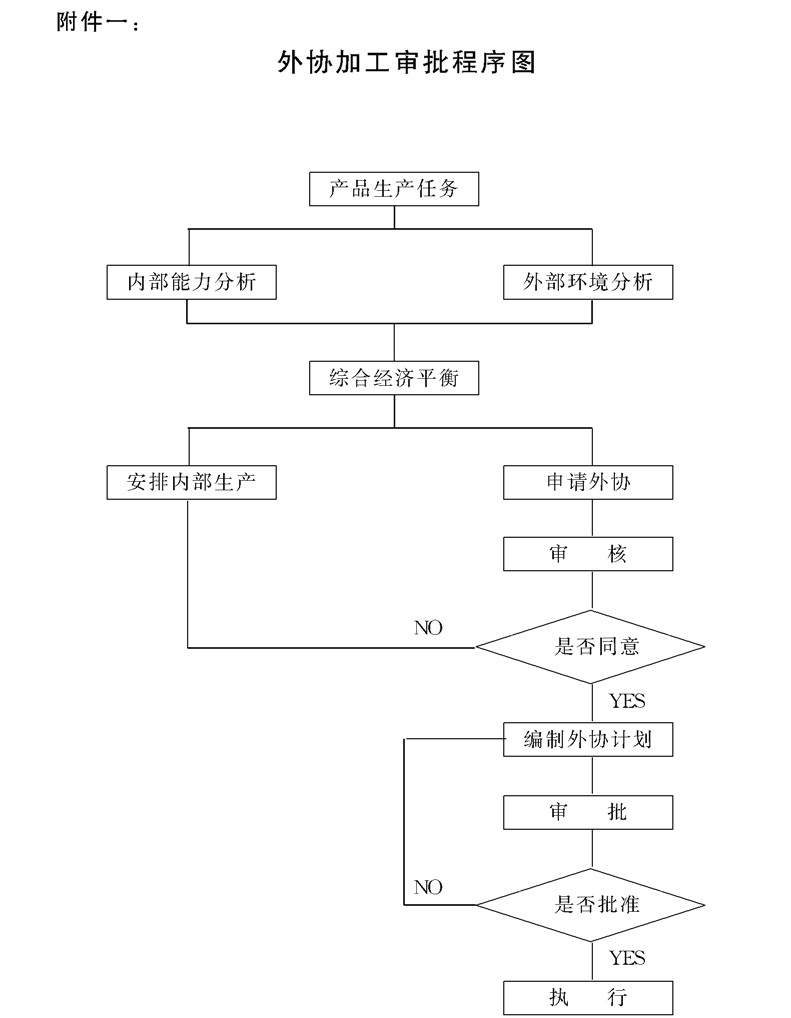 附件一：
外协加工审批程序图
产品生产任务
内部能力分析
外部环境分析
综合经济平衡
安排内部生产
申请外协
审 核
NO
是否同意
YES
编制外协计划
审 批
NO
是否批准
YES
执 行